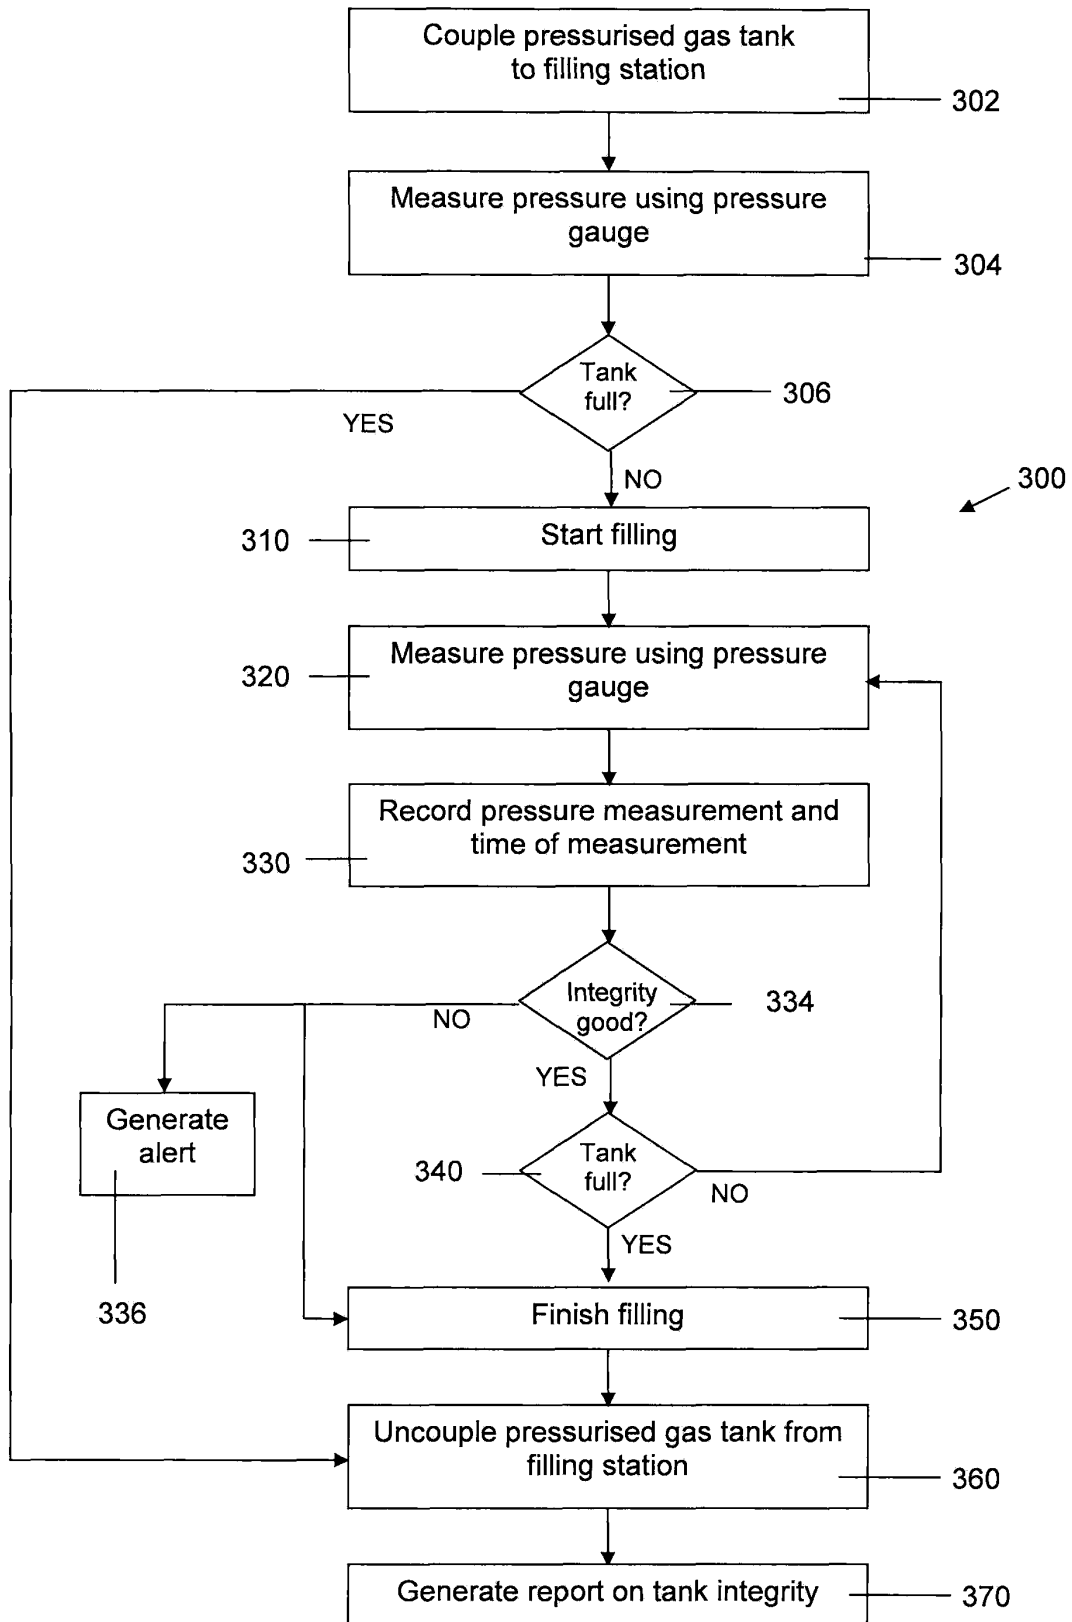 Couple pressurised gas tank
to filling station
302
Measure pressure using pressure
gauge
304
Tank
full?
306
YES
NO
300
310
Start filling
Measure pressure using pressure
gauge
320
Record pressure measurement and
time of measurement
330
Integrity
good?
334
NO
YES
Generate
alert
336
Tank
full?
340
NO
YES
Finish filling
350
Uncouple pressurised gas tank from
filling station
360
Generate report on tank integrity
370